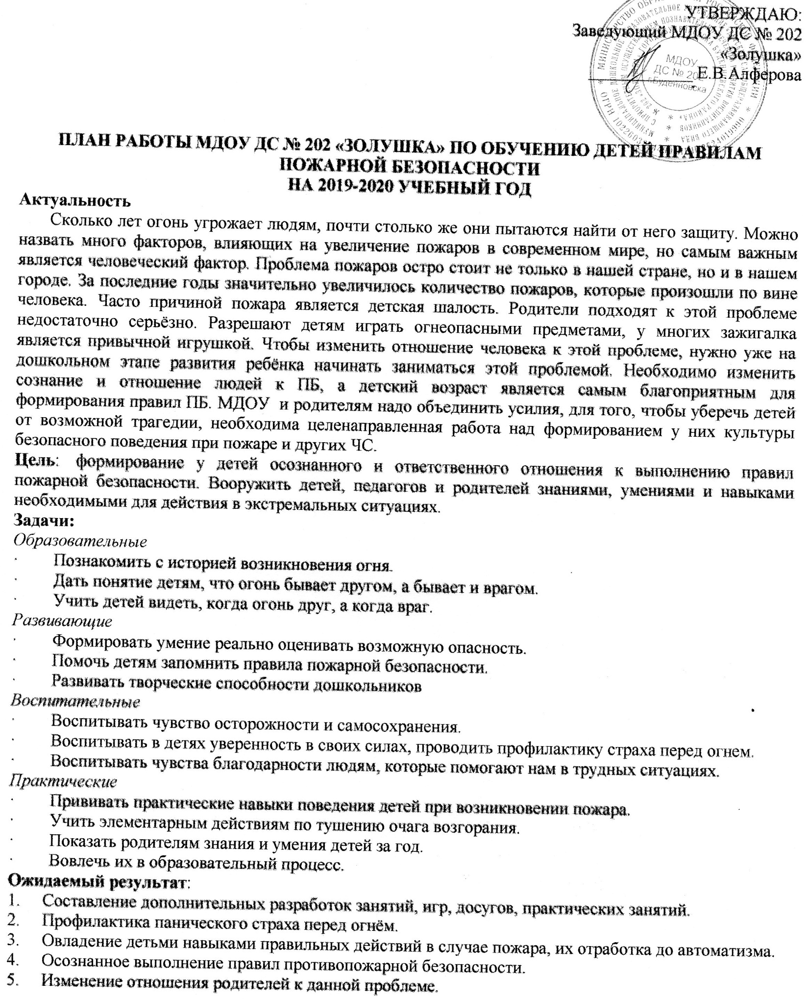 УТВЕРЖДАЮ:
Заведующий МДОУ ДС № 202
«Золушка»
Е.В.Алферова
МДОУ
ДС № 202
г.Буденновска
ПЛАН РАБОТЫ МДОУ ДС № 202 «ЗОЛУШКА» ПО ОБУЧЕНИЮ ДЕТЕЙ ПРАВИЛАМ
ПОЖАРНОЙ БЕЗОПАСНОСТИ
НА 2019-2020 УЧЕБНЫЙ ГОД
Актуальность
Сколько лет огонь угрожает людям, почти столько же они пытаются найти от него защиту. Можно
назвать много факторов, влияющих на увеличение пожаров в современном мире, но самым важным
является человеческий фактор. Проблема пожаров остро стоит не только в нашей стране, но и в нашем
городе. За последние годы значительно увеличилось количество пожаров, которые произошли по вине
человека. Часто причиной пожара является детская шалость. Родители подходят к этой проблеме
недостаточно серьёзно. Разрешают детям играть огнеопасными предметами, у многих зажигалка
является привычной игрушкой. Чтобы изменить отношение человека к этой проблеме, нужно уже на
дошкольном этапе развития ребёнка начинать заниматься этой проблемой. Необходимо изменить
сознание и отношение людей к ПБ, а детский возраст является самым благоприятным для
формирования правил ПБ. МДОУ и родителям надо объединить усилия, для того, чтобы уберечь детей
от возможной трагедии, необходима целенаправленная работа над формированием у них культуры
безопасного поведения при пожаре и других ЧС.
Цель: формирование у детей осознанного и ответственного отношения к выполнению правил
пожарной безопасности. Вооружить детей, педагогов и родителей знаниями, умениями и навыками
необходимыми для действия в экстремальных ситуациях.
Задачи:
Образовательные
· Познакомить с историей возникновения огня.
· Дать понятие детям, что огонь бывает другом, а бывает и врагом.
· Учить детей видеть, когда огонь друг, а когда враг.
Развивающие
· Формировать умение реально оценивать возможную опасность.
· Помочь детям запомнить правила пожарной безопасности.
· Развивать творческие способности дошкольников
Воспитательные
· Воспитывать чувство осторожности и самосохранения.
· Воспитывать в детях уверенность в своих силах, проводить профилактику страха перед огнем.
· Воспитывать чувства благодарности людям, которые помогают нам в трудных ситуациях.
Практические
· Прививать практические навыки поведения детей при возникновении пожара.
· Учить элементарным действиям по тушению очага возгорания.
· Показать родителям знания и умения детей за год.
· Вовлечь их в образовательный процесс.
Ожидаемый результат:
1. Составление дополнительных разработок занятий, игр, досугов, практических занятий.
2. Профилактика панического страха перед огнём.
3. Овладение детьми навыками правильных действий в случае пожара, их отработка до автоматизма.
4. Осознанное выполнение правил противопожарной безопасности.
5. Изменение отношения родителей к данной проблеме.